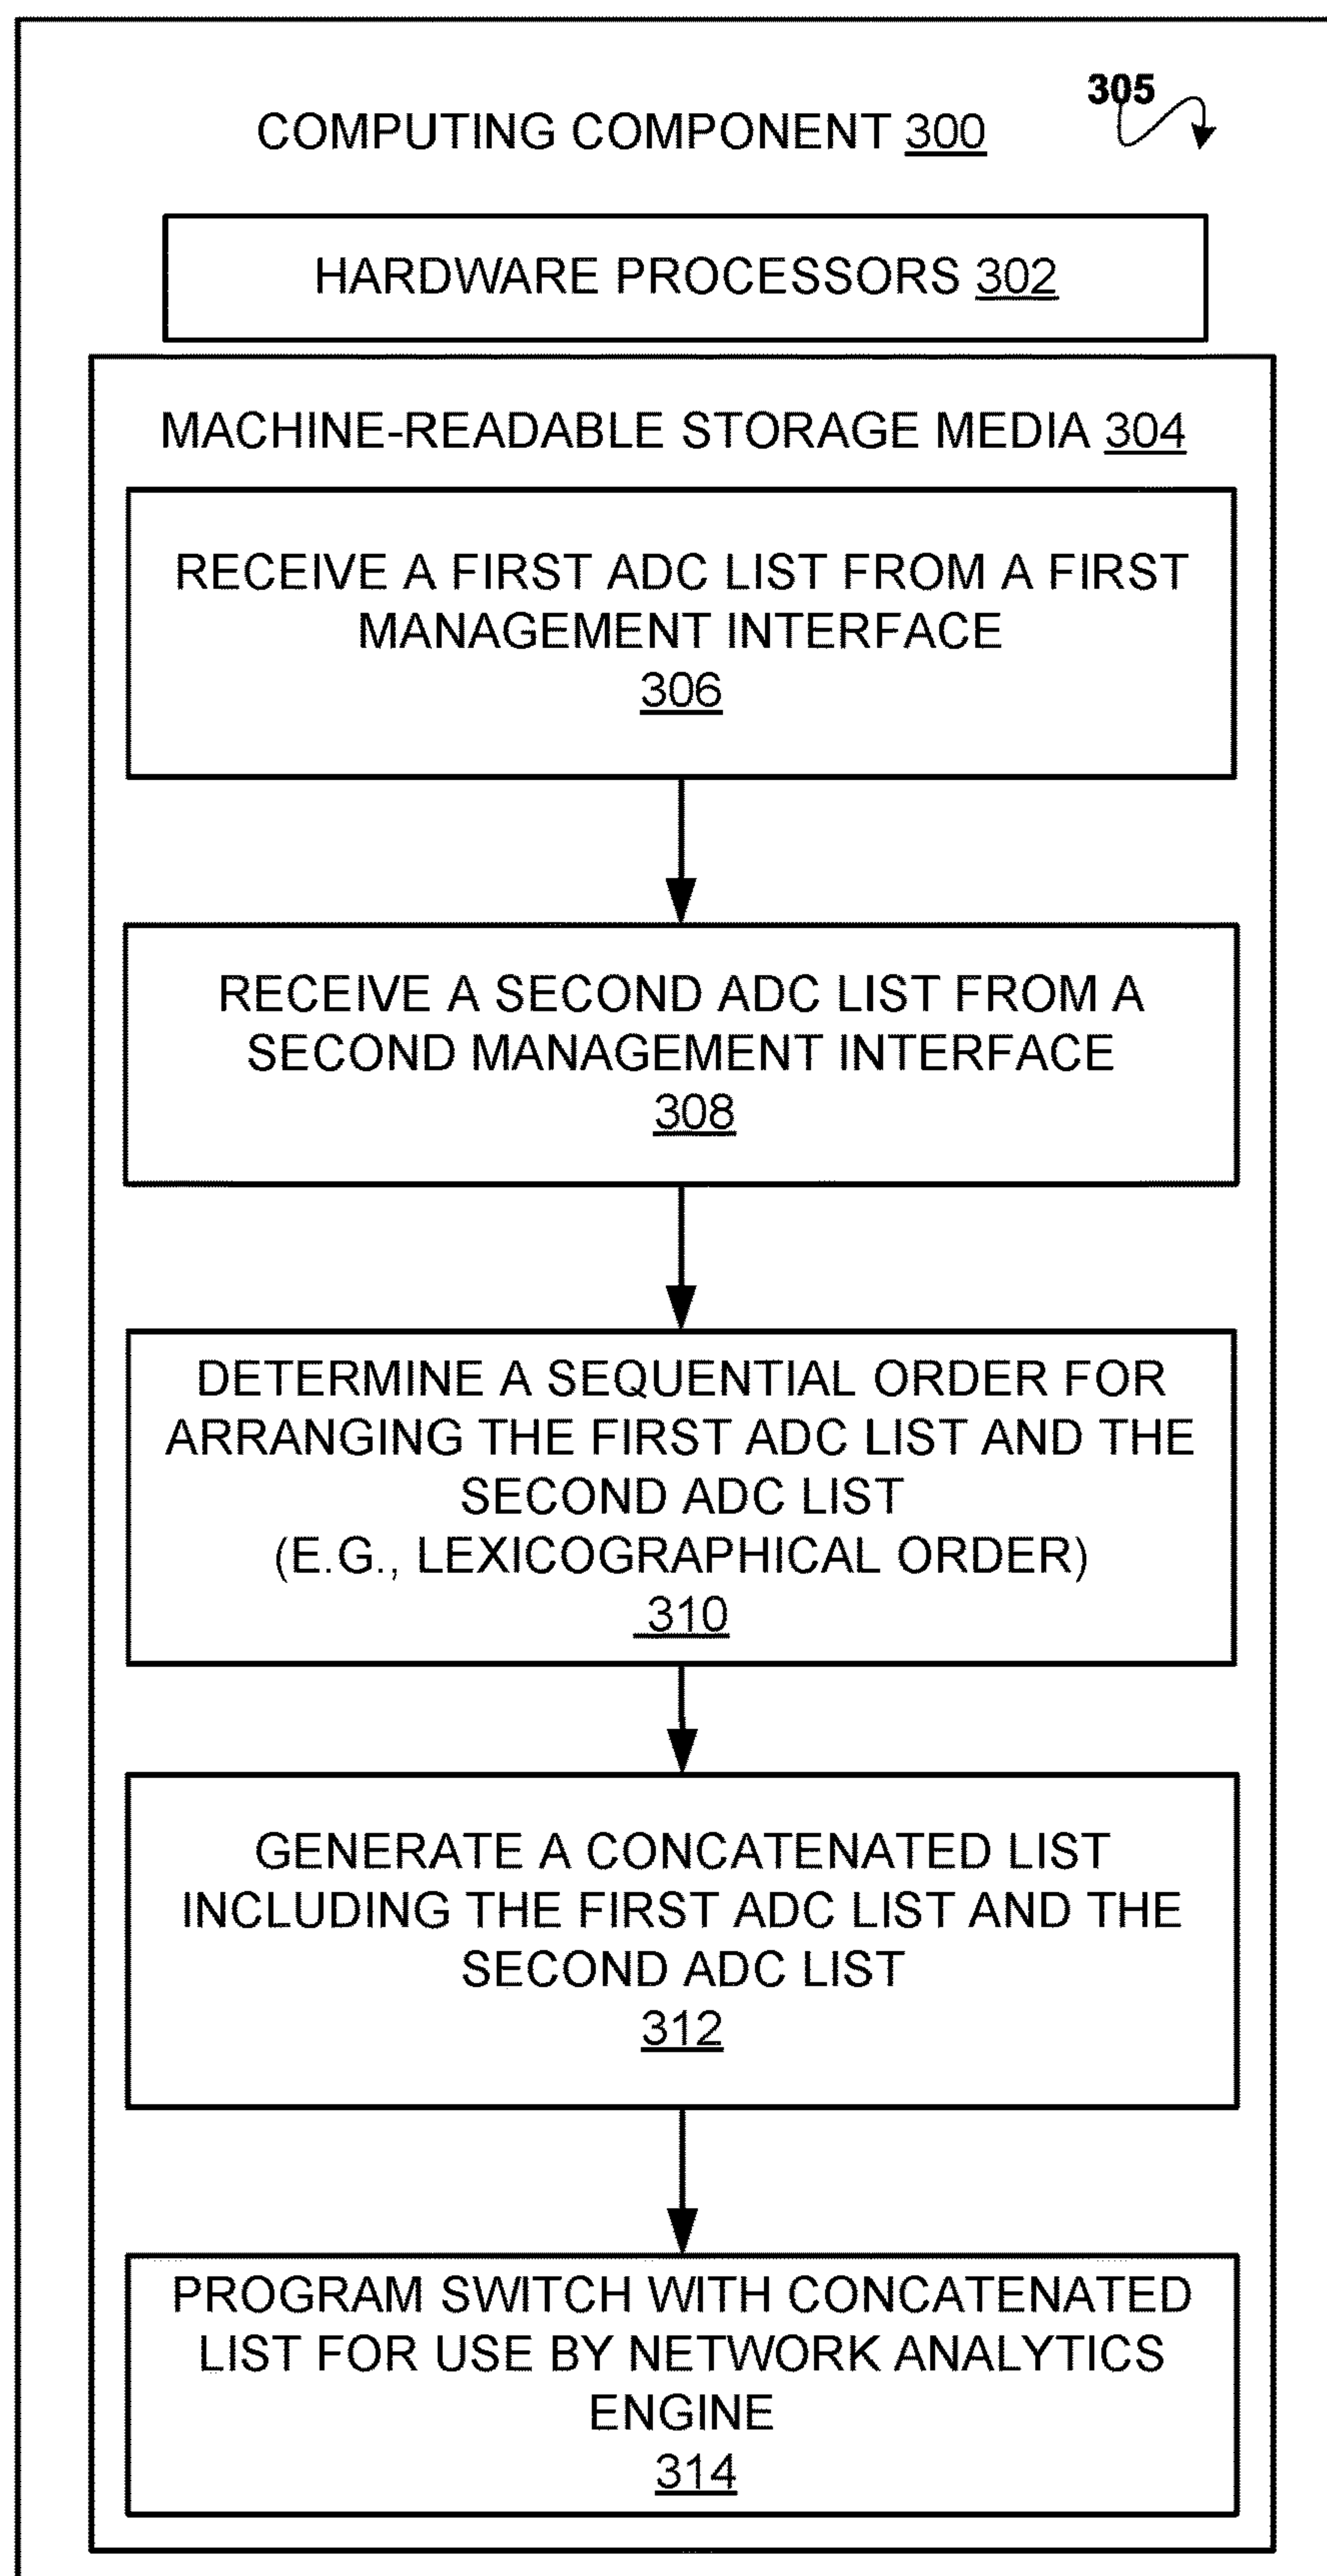 305
COMPUTING COMPONENT 300
HARDWARE PROCESSORS 302
MACHINE-READABLE STORAGE MEDIA 304
RECEIVE A FIRST ADC LIST FROM A FIRST
MANAGEMENT INTERFACE
306
RECEIVE A SECOND ADC LIST FROM A
SECOND MANAGEMENT INTERFACE
308
DETERMINE A SEQUENTIAL ORDER FOR
ARRANGING THE FIRST ADC LIST AND THE
SECOND ADC LIST
(E.G., LEXICOGRAPHICAL ORDER)
310
GENERATE A CONCATENATED LIST
INCLUDING THE FIRST ADC LIST AND THE
SECOND ADC LIST
312
PROGRAM SWITCH WITH CONCATENATED
LIST FOR USE BY NETWORK ANALYTICS
ENGINE
314